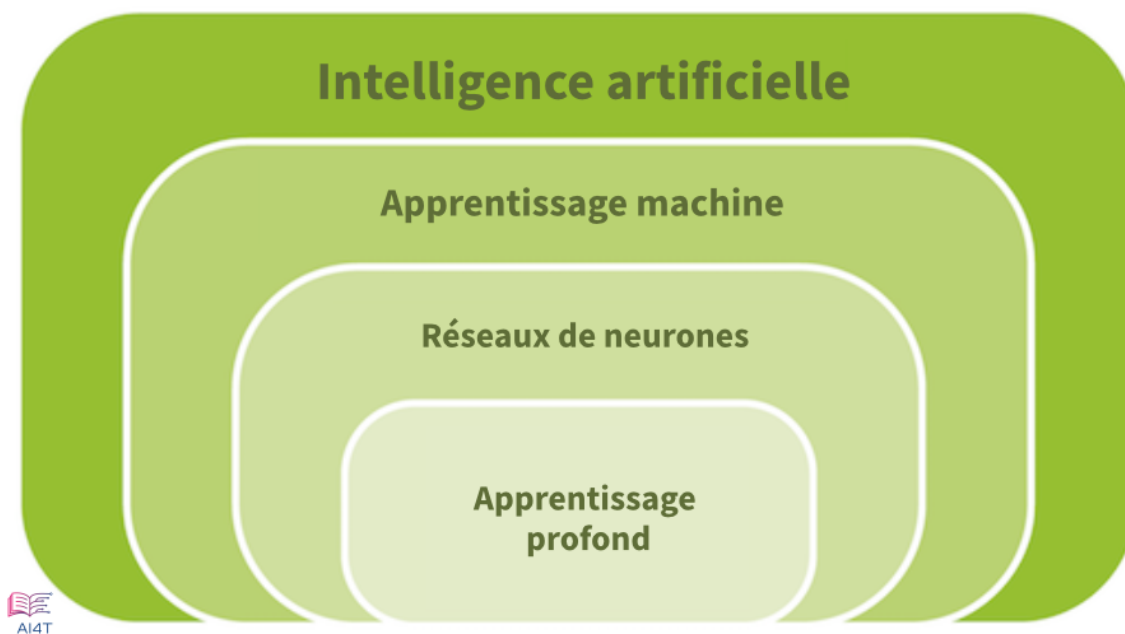 Intelligence artificielle
Apprentissage machine
Réseaux de neurones
Apprentissage
profond
AI4T